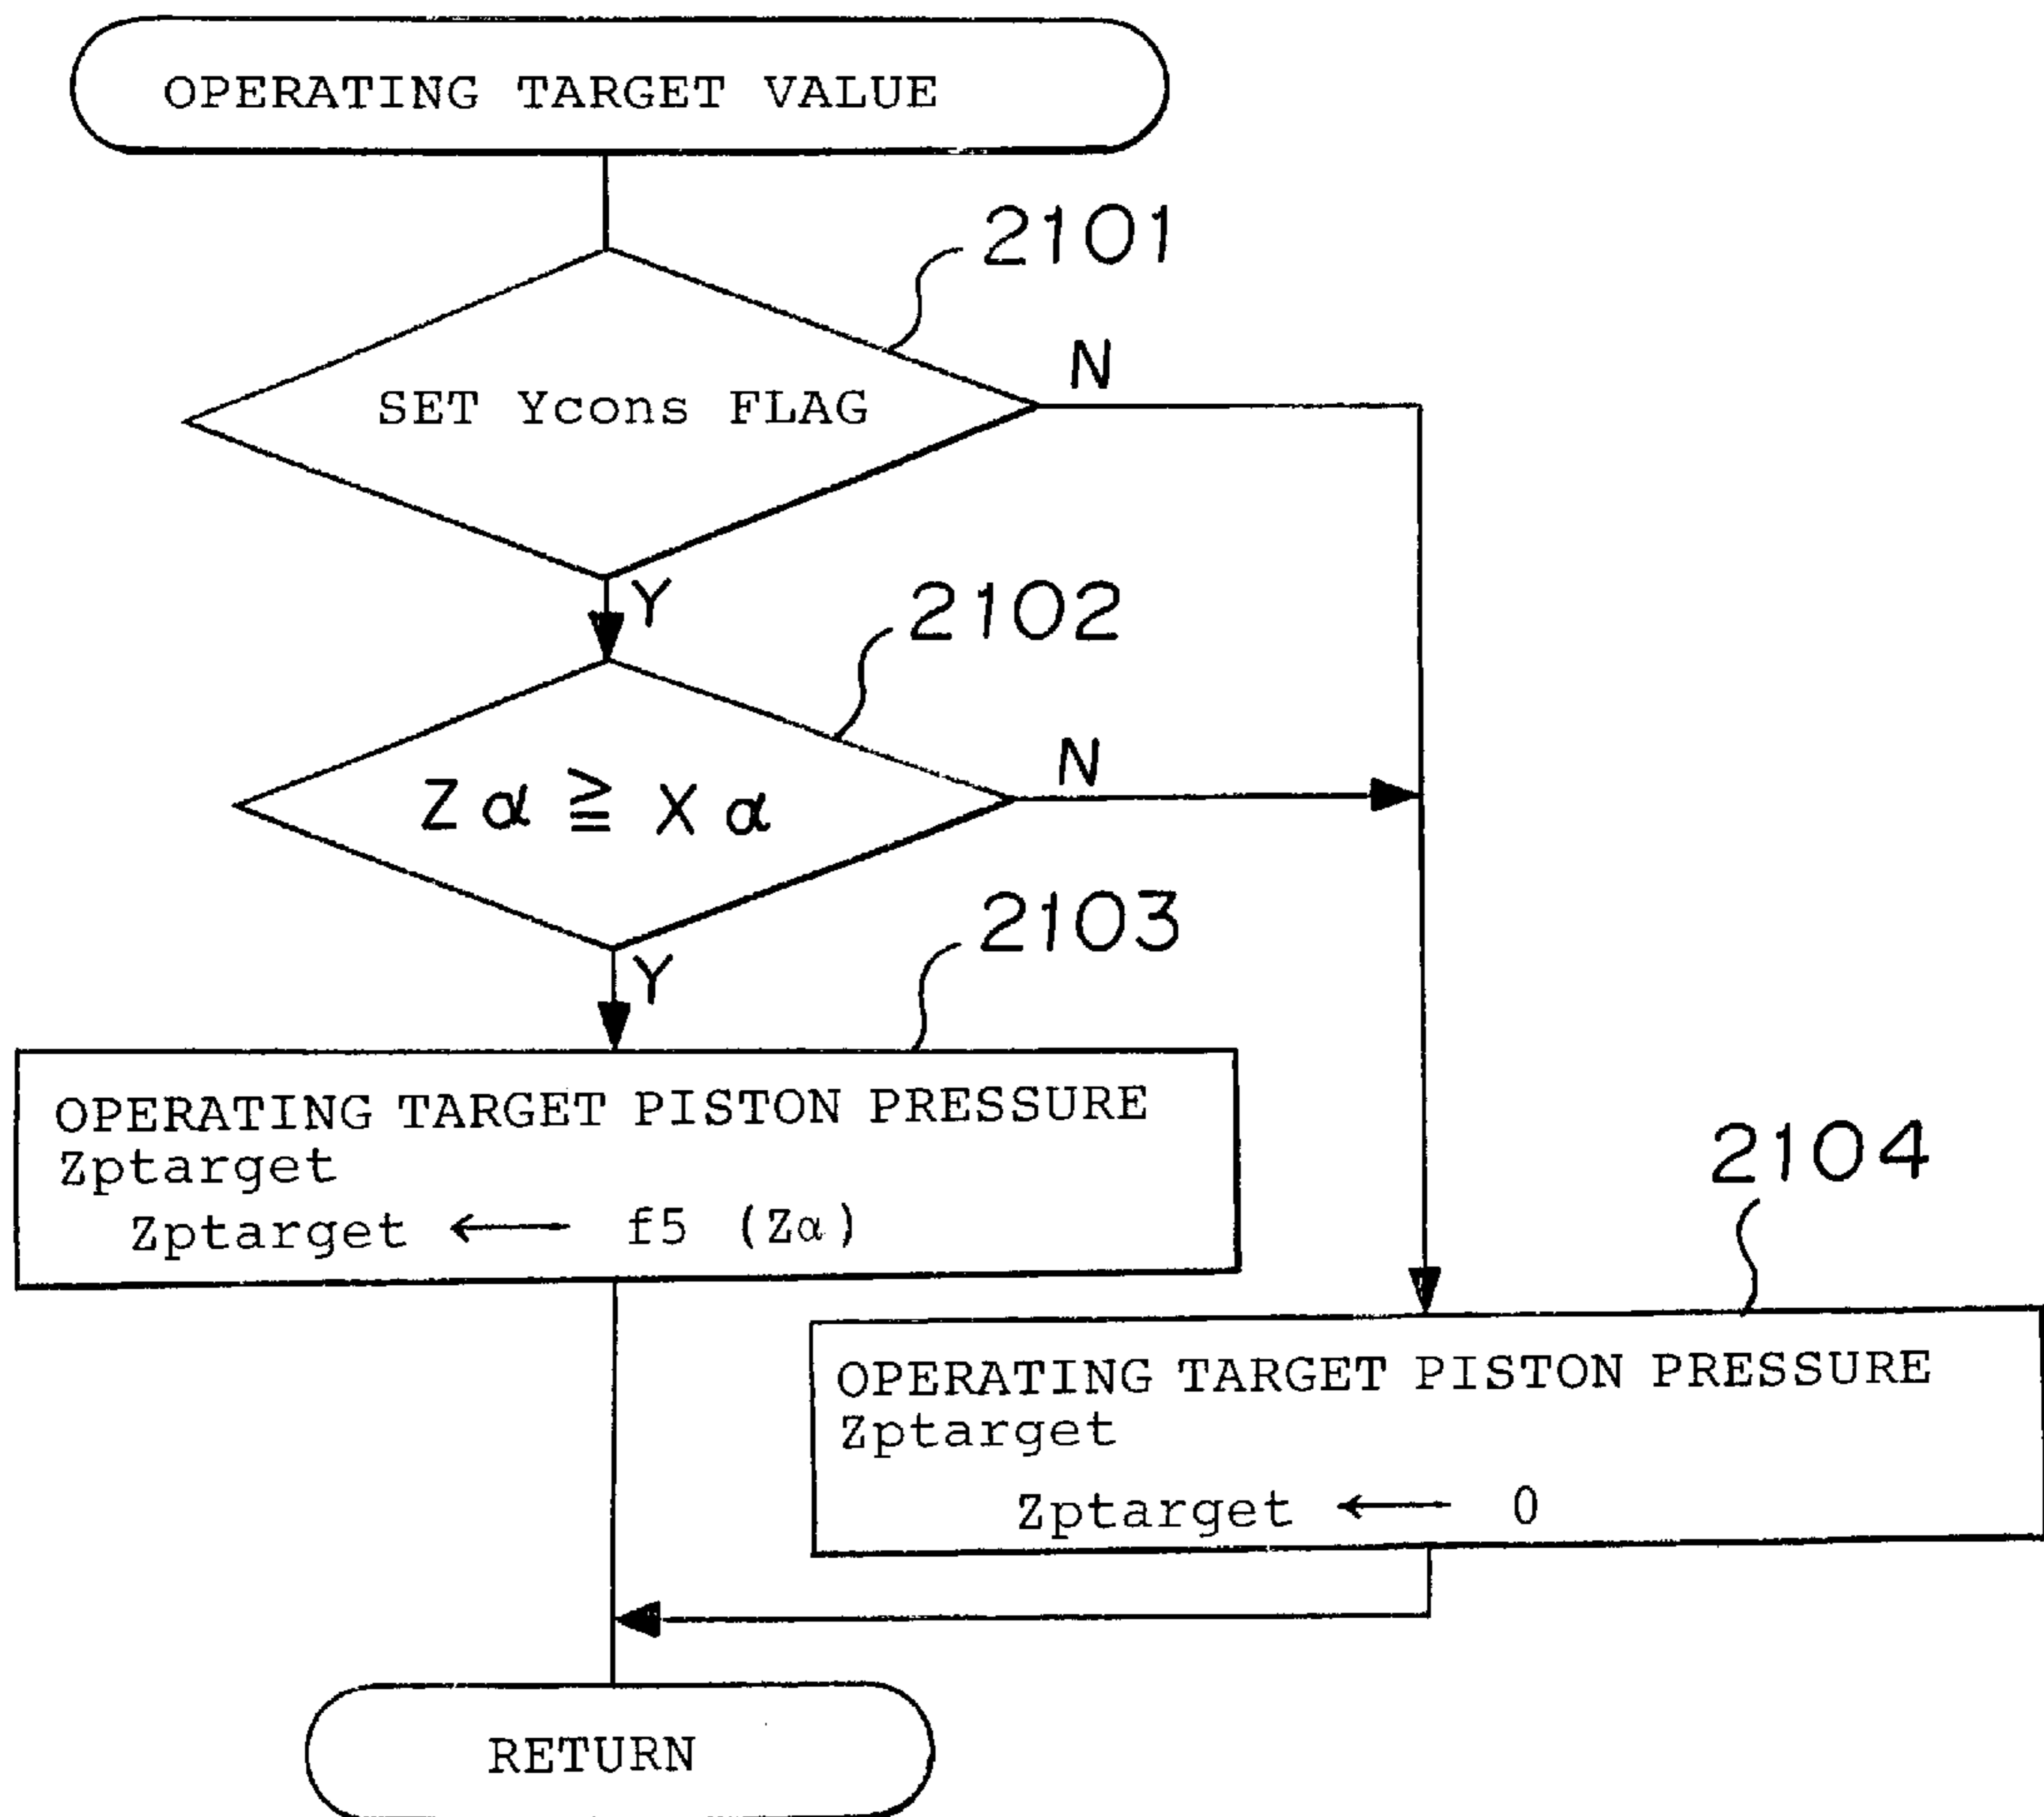 OPERATING TARGET VALUE
2101
SET Ycons FLAG
N
Y
2102
Zα ≧ Xα
N
Y
2103
OPERATING TARGET PISTON PRESSURE
Zptarget
Zptarget ← f5 (Zα)
2104
OPERATING TARGET PISTON PRESSURE
Zptarget
Zptarget ← 0
RETURN